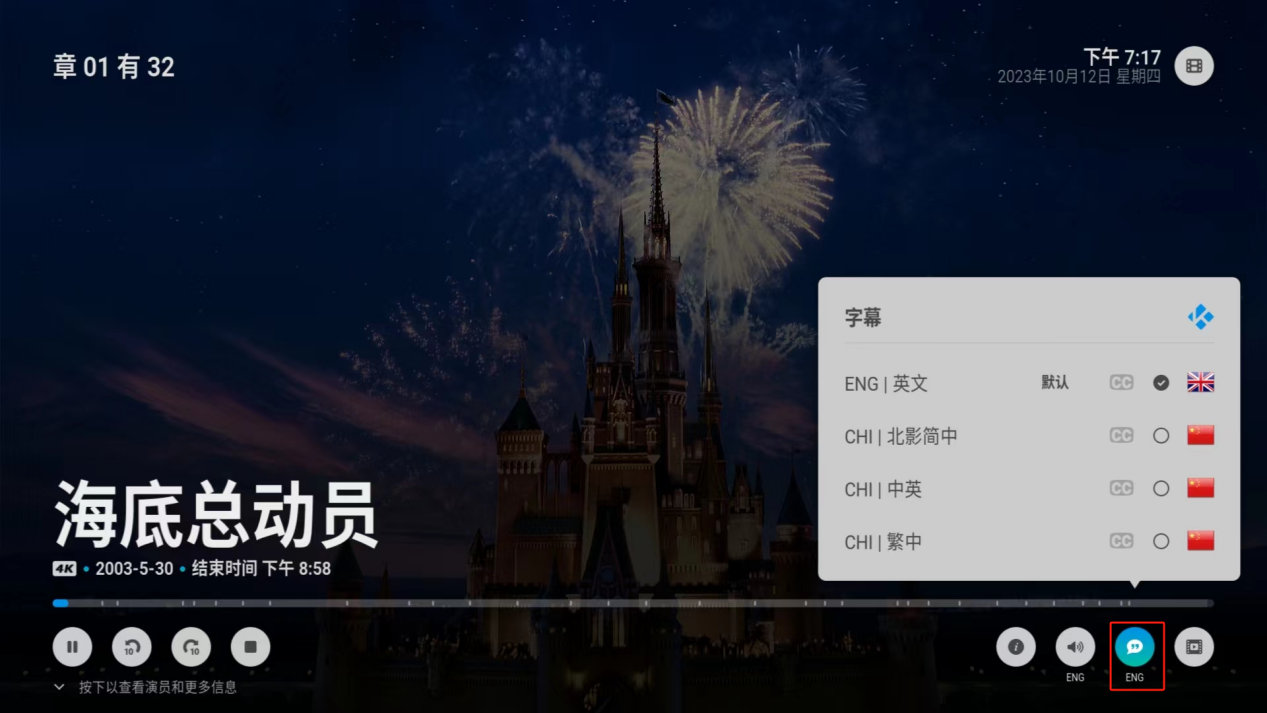 章 01 有 32
下午 7:17
2023年10月12日 星期四
字幕
ENG | 英文 默认 CC
CHI | 北影简中 CC
CHI | 中英 CC
CHI | 繁中 CC
海底总动员
4K • 2003-5-30 • 结束时间 下午 8:58
10 10
ENG ENG
按下以查看演员和更多信息